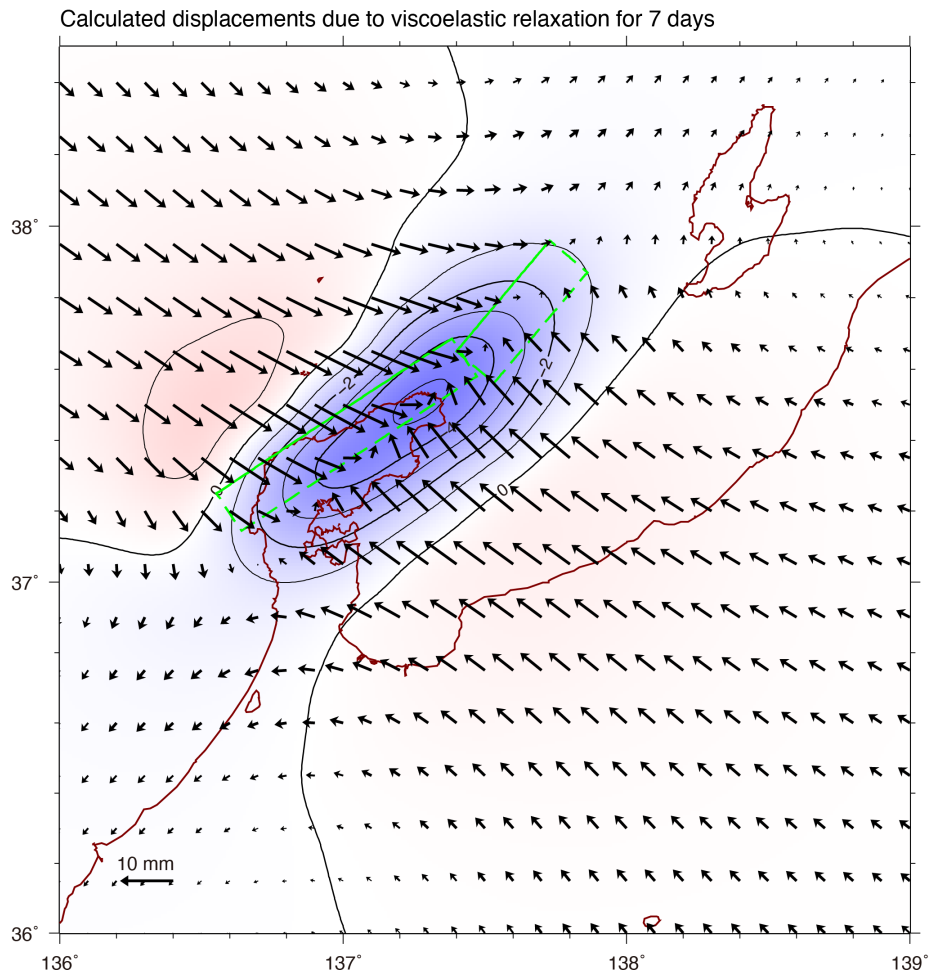 Calculated displacements due to viscoelastic relaxation for 7 days
38˚
-2
-2
4
0
0
37˚
10 mm
36˚
136˚ 137˚ 138˚ 139˚